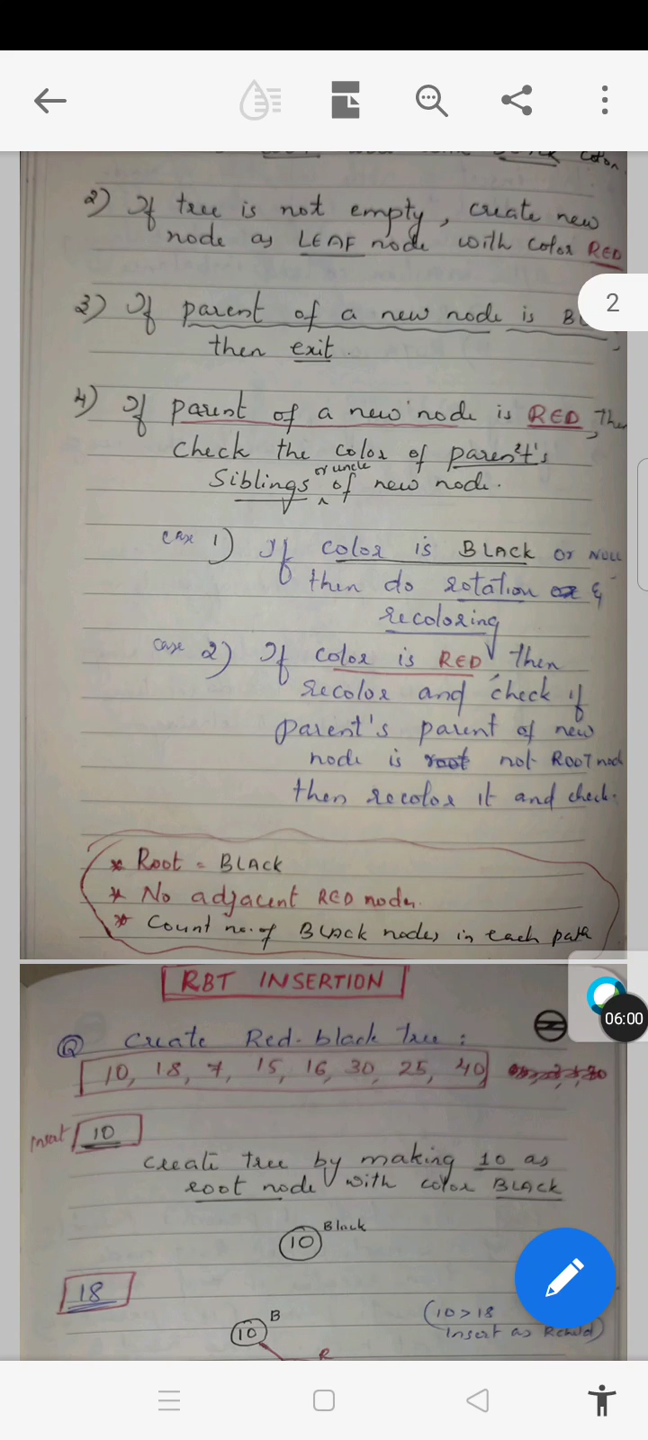 color.
2) If tree is not empty, create new
node as LEAF node with color RED
2
3) If parent of a new node is BL
then exit.
4) If parent of a new node is RED, Then
check the color of parent's
or uncle
Siblings ^ of new node.
case 1) If color is BLACK or NULL
then do rotation &
recoloring
case 2) If color is RED then
recolor and check if
parent's parent of new
node is not ROOT node
then recolor it and check.
* Root = BLACK
* No adjacent RED nodes.
* Count no. of BLACK nodes in each path
RBT INSERTION
06:00
Q Create Red-black tree :
10, 18, 7, 15, 16, 30, 25, 40
Insert 10
create tree by making 10 as
root node with color BLACK
10 Black
18
10 B
(10 > 18
Insert as Rchild)
R